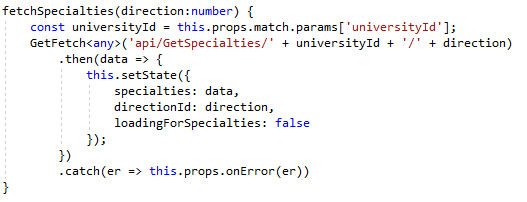 fetchSpecialties(direction:number) {
    const universityId = this.props.match.params['universityId'];
    GetFetch<any>('api/GetSpecialties/' + universityId + '/' + direction)
        .then(data => {
            this.setState({
                specialties: data,
                directionId: direction,
                loadingForSpecialties: false
            });
        })
        .catch(er => this.props.onError(er))
}